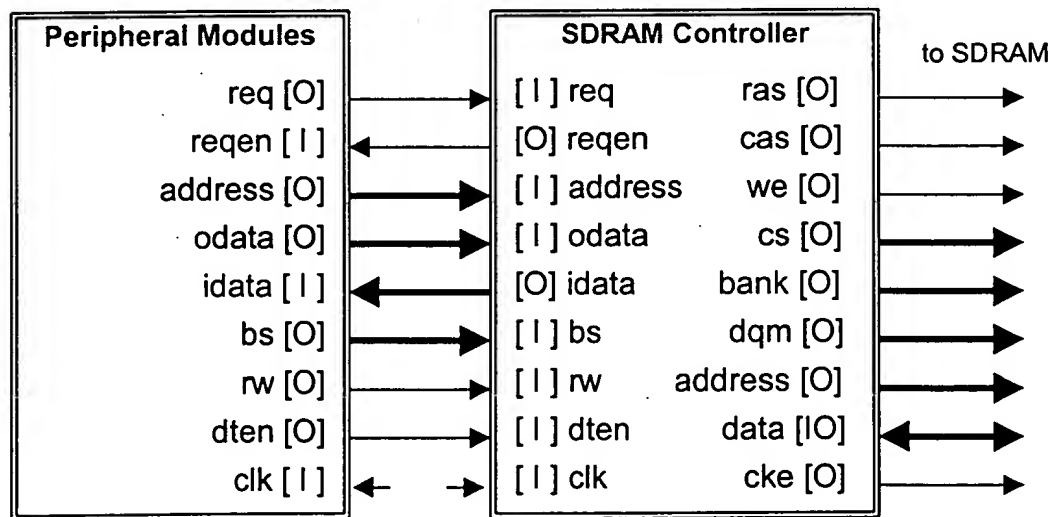 Peripheral Modules
req [O]
reqen [ I ]
address [O]
odata [O]
idata [ I ]
bs [O]
rw [O]
dten [O]
clk [ I ]
SDRAM Controller
[ I ] req ras [O]
[O] reqen cas [O]
[ I ] address we [O]
[ I ] odata cs [O]
[O] idata bank [O]
[ I ] bs dqm [O]
[ I ] rw address [O]
[ I ] dten data [IO]
[ I ] clk cke [O]
to SDRAM